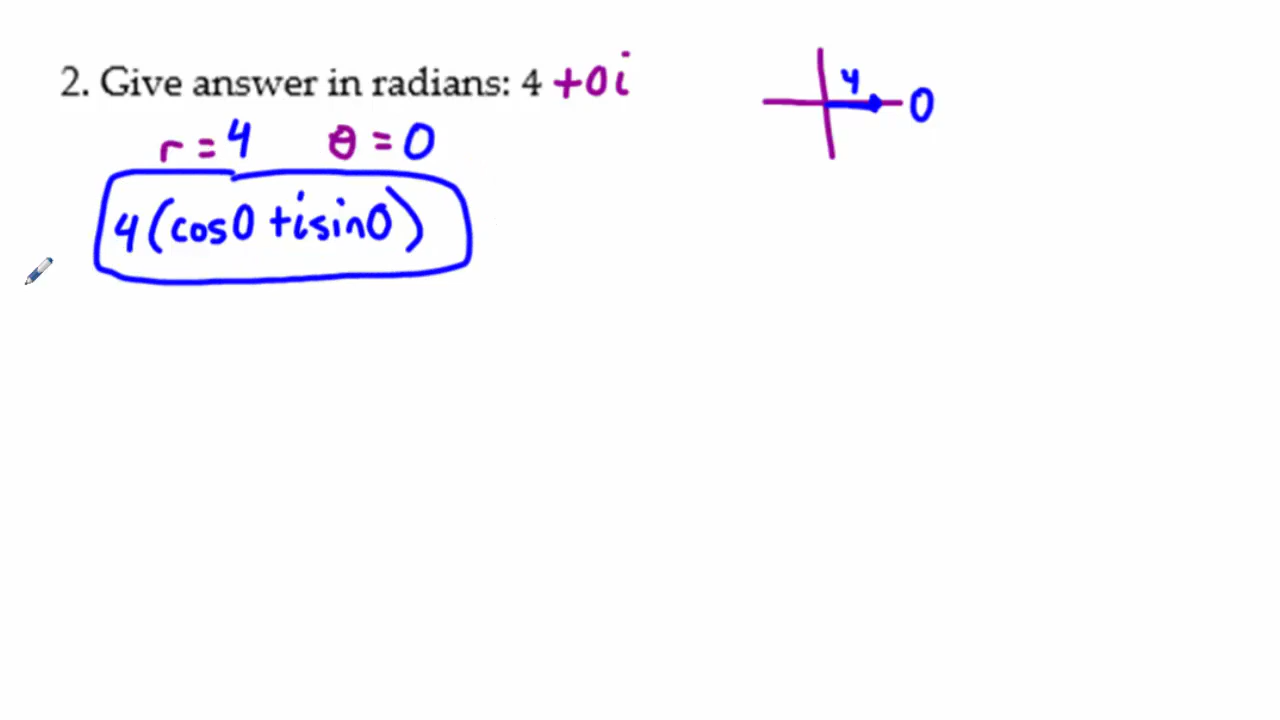 2. Give answer in radians: 4 +0i
4
0
r = 4 θ = 0
4(cos0 +isin0)